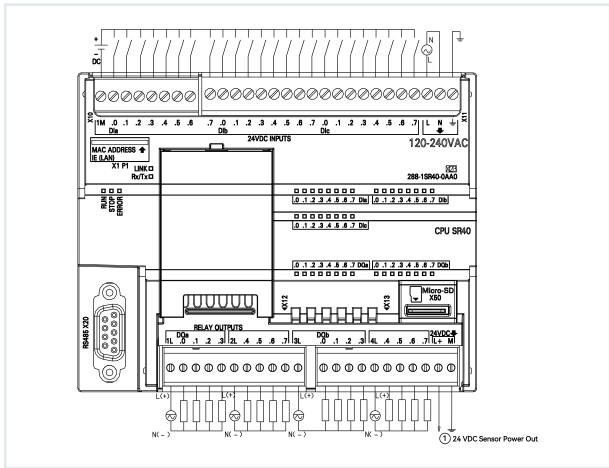 +
-
DC
N
L
X10
X11
1M .0 .1 .2 .3 .4 .5 .6 .7 .0 .1 .2 .3 .4 .5 .6 .7 .0 .1 .2 .3 .4 .5 .6 .7 L N
DIa DIb DIc
24VDC INPUTS
120-240VAC
MAC ADDRESS
IE (LAN)
X1 P1
LINK
Rx/Tx
288-1SR40-0AA0
RUN
STOP
ERROR
.0 .1 .2 .3 .4 .5 .6 .7 DIa .0 .1 .2 .3 .4 .5 .6 .7 DIb
.0 .1 .2 .3 .4 .5 .6 .7 DIc
CPU SR40
.0 .1 .2 .3 .4 .5 .6 .7 DQa .0 .1 .2 .3 .4 .5 .6 .7 DQb
Micro-SD
X50
X12
X13
RS485 X20
RELAY OUTPUTS
DQa DQb 24VDC
1L .0 .1 .2 .3 2L .4 .5 .6 .7 3L .0 .1 .2 .3 4L .4 .5 .6 .7 L+ M
L(+) L(+) L(+) L(+)
N(-) N(-) N(-) N(-)
1 24 VDC Sensor Power Out